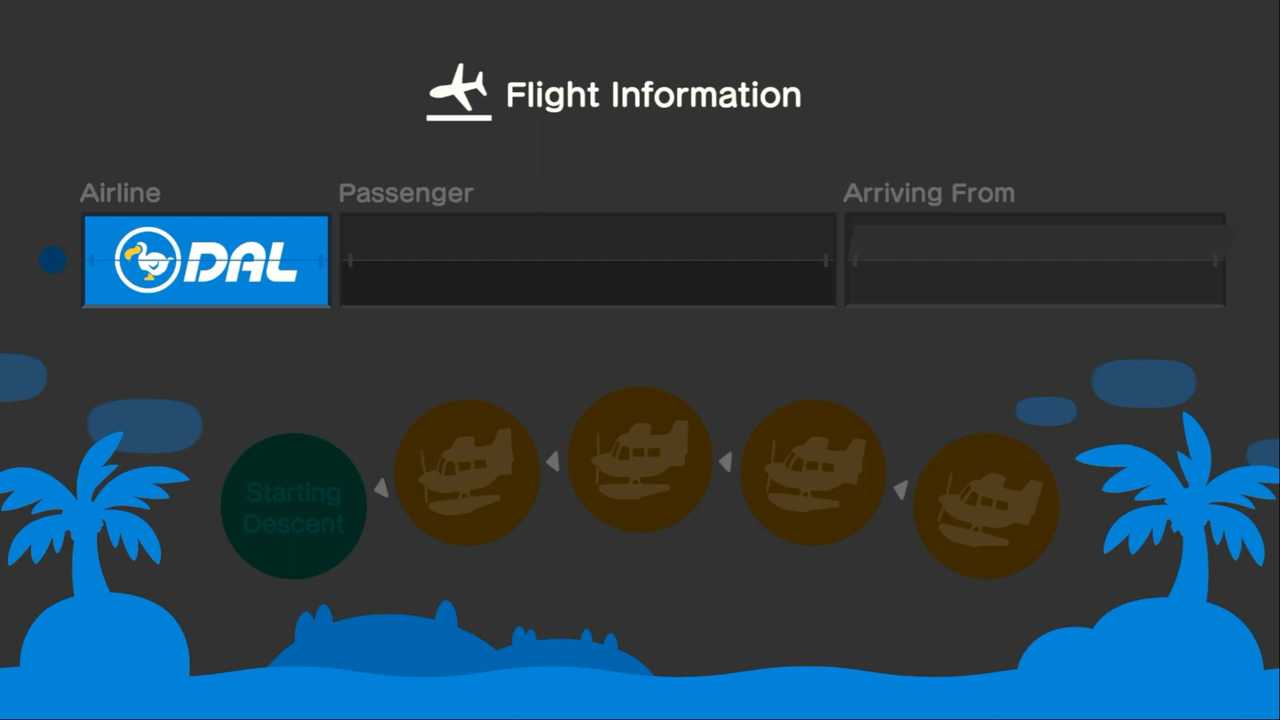 Flight Information
Airline
Passenger
Arriving From
DAL
Starting
Descent